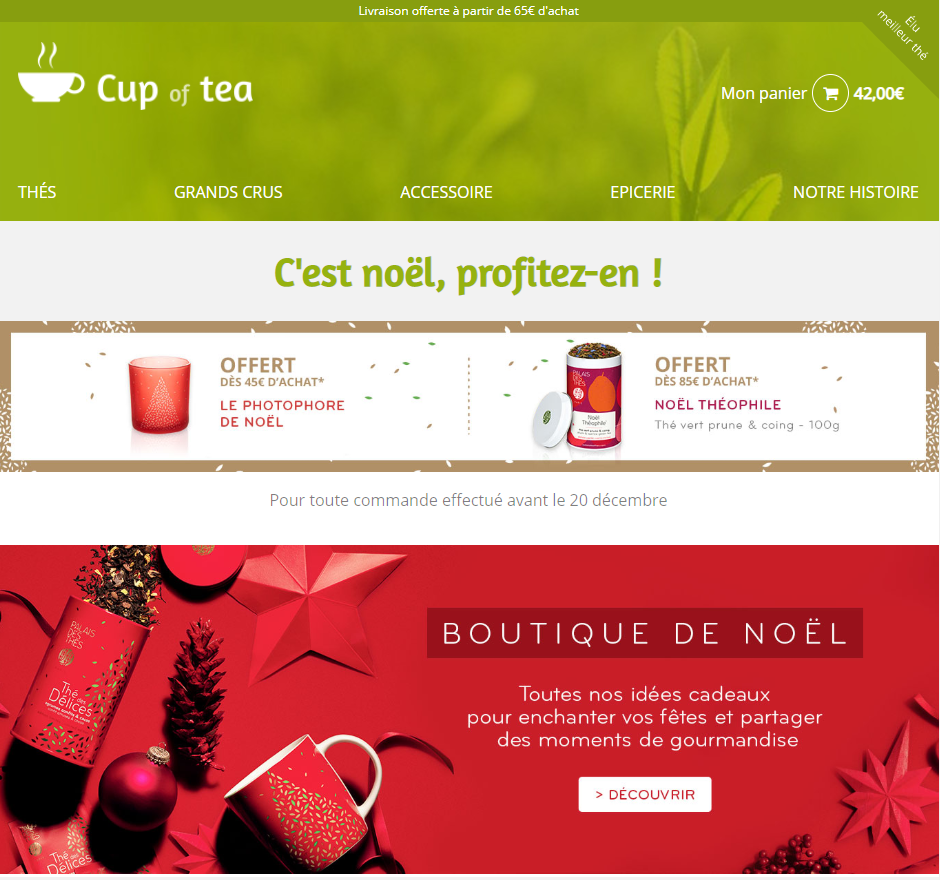 Livraison offerte à partir de 65€ d'achat
Élu
meilleur thé
Cup of tea
Mon panier 42,00€
THÉS GRANDS CRUS ACCESSOIRE EPICERIE NOTRE HISTOIRE
C'est noël, profitez-en !
OFFERT
DÈS 45€ D'ACHAT*
LE PHOTOPHORE
DE NOËL
PALAIS
DES
THÉS
Noël
Théophile
OFFERT
DÈS 85€ D'ACHAT*
NOËL THÉOPHILE
Thé vert prune & coing - 100g
Pour toute commande effectué avant le 20 décembre
PALAIS
DES
THÉS
Thé des
Délices
BOUTIQUE DE NOËL
Toutes nos idées cadeaux
pour enchanter vos fêtes et partager
des moments de gourmandise
> DÉCOUVRIR
Thé des
Délices